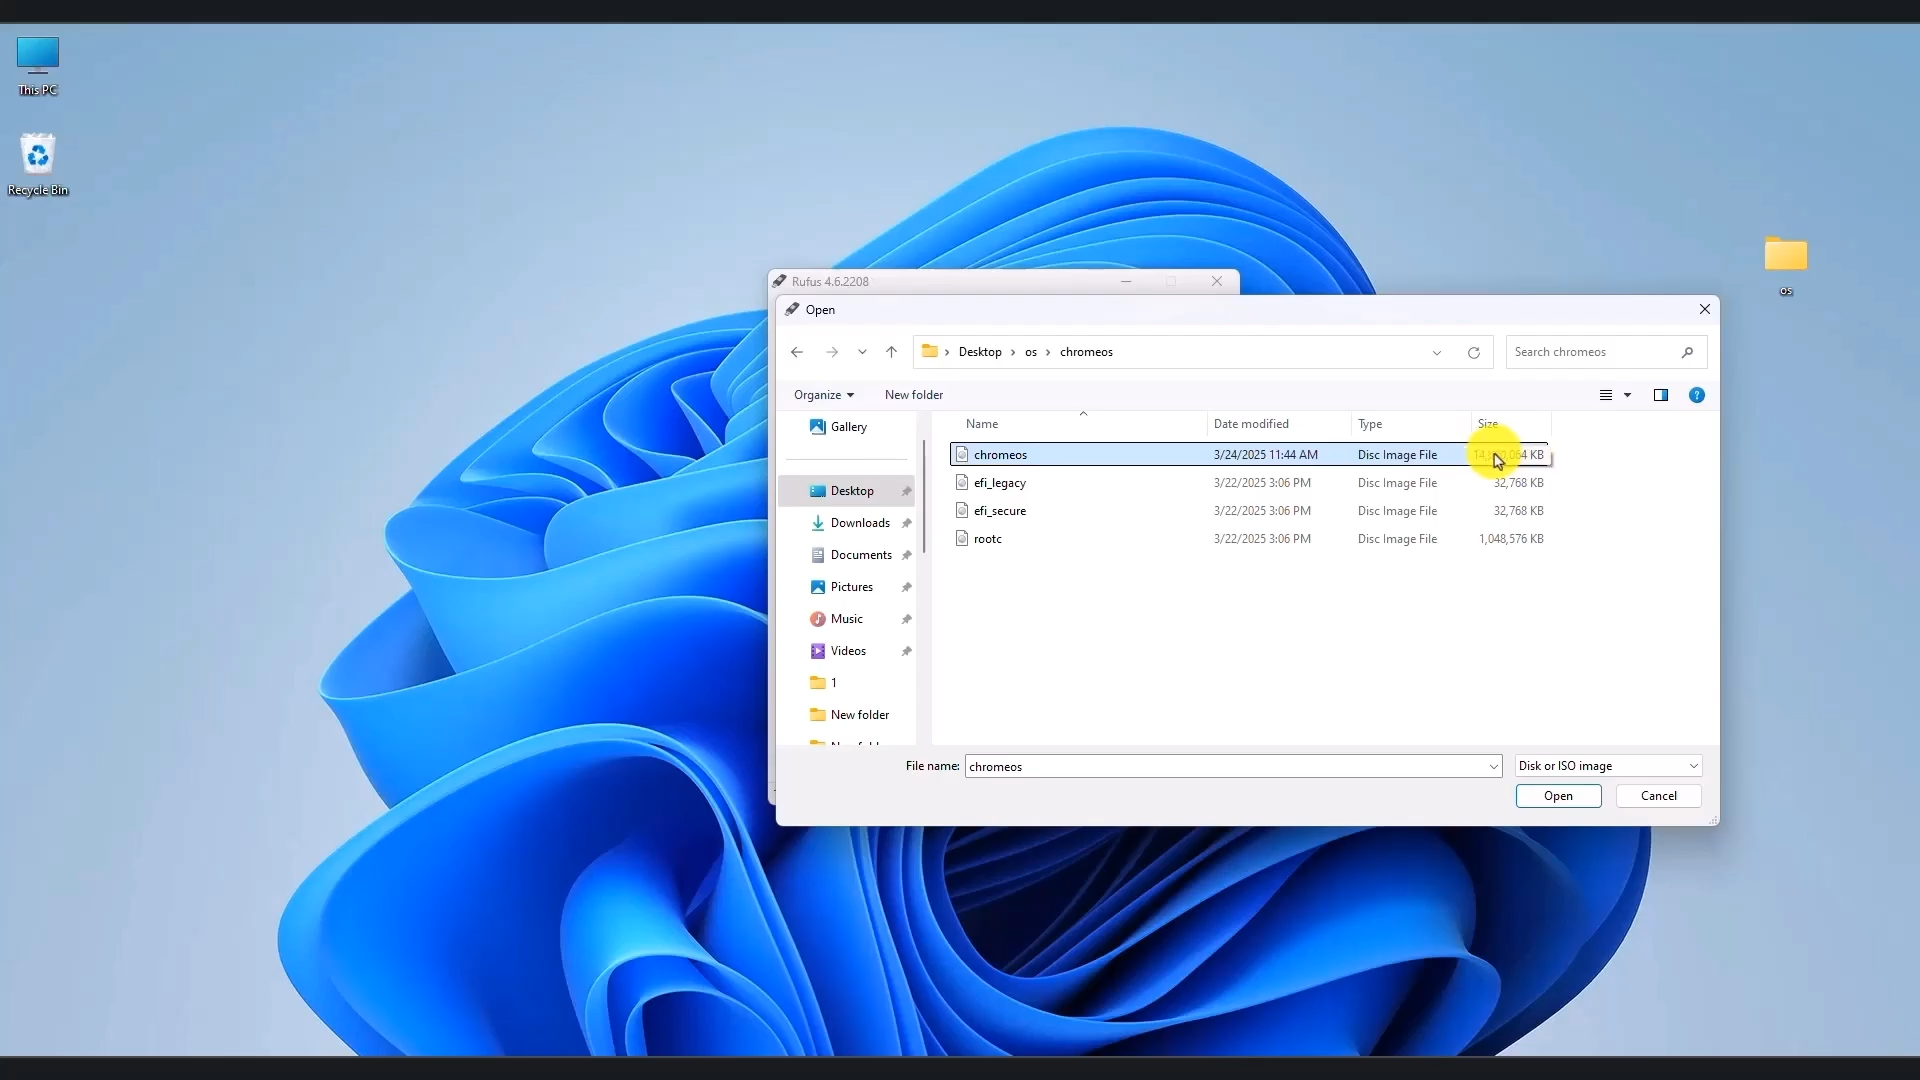 This PC
Recycle Bin
os
Rufus 4.6.2208
Open
Desktop › os › chromeos
Search chromeos
Organize
New folder
Name Date modified Type Size
chromeos 3/24/2025 11:44 AM Disc Image File KB
efi_legacy 3/22/2025 3:06 PM Disc Image File 32,768 KB
efi_secure 3/22/2025 3:06 PM Disc Image File 32,768 KB
rootc 3/22/2025 3:06 PM Disc Image File 1,048,576 KB
Gallery
Desktop
Downloads
Documents
Pictures
Music
Videos
1
New folder
File name: chromeos
Disk or ISO image
Open
Cancel